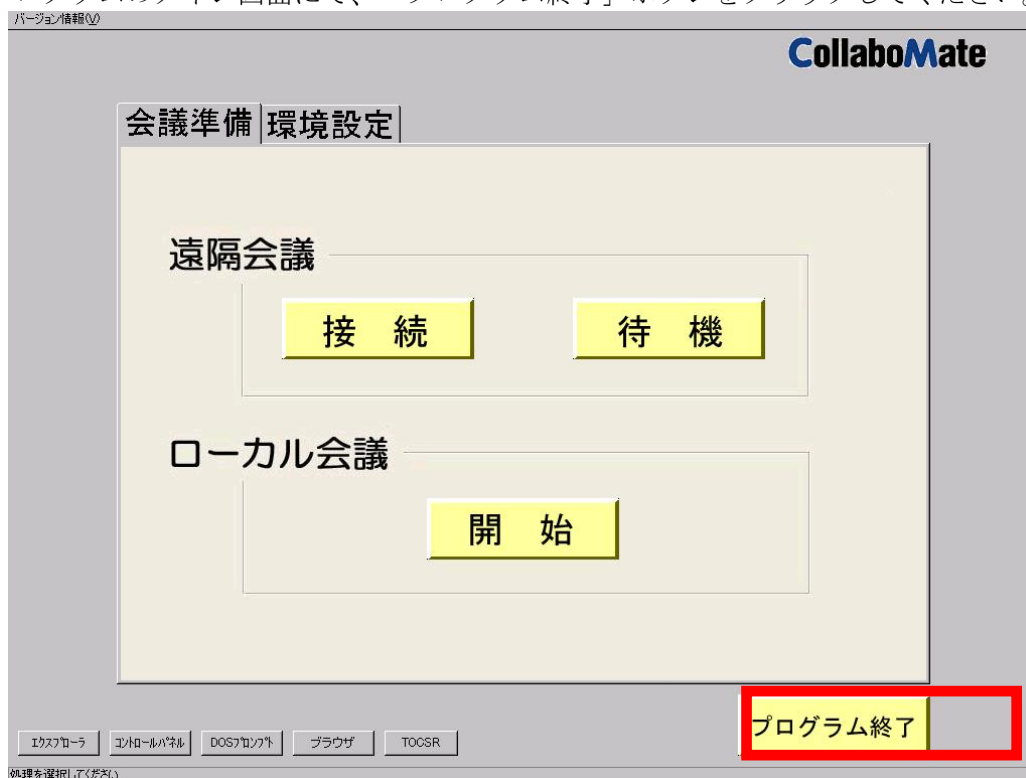 バージョン情報(V)
CollaboMate
会議準備 環境設定
遠隔会議
接 続 待 機
ローカル会議
開 始
プログラム終了
エクスプローラ コントロールパネル DOSプロンプト ブラウザ TOCSR
処理を選択してください